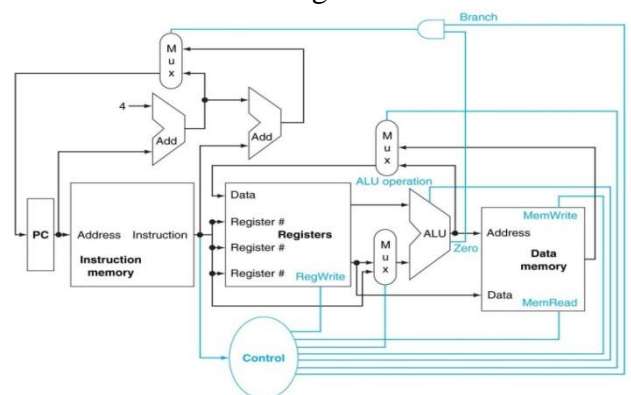 Branch
M
u
x
4
Add
Add
M
u
x
ALU operation
Data
Register #
Registers
Register #
Register #
RegWrite
PC
Address Instruction
Instruction
memory
M
u
x
ALU
Zero
MemWrite
Address
Data
memory
Data
MemRead
Control